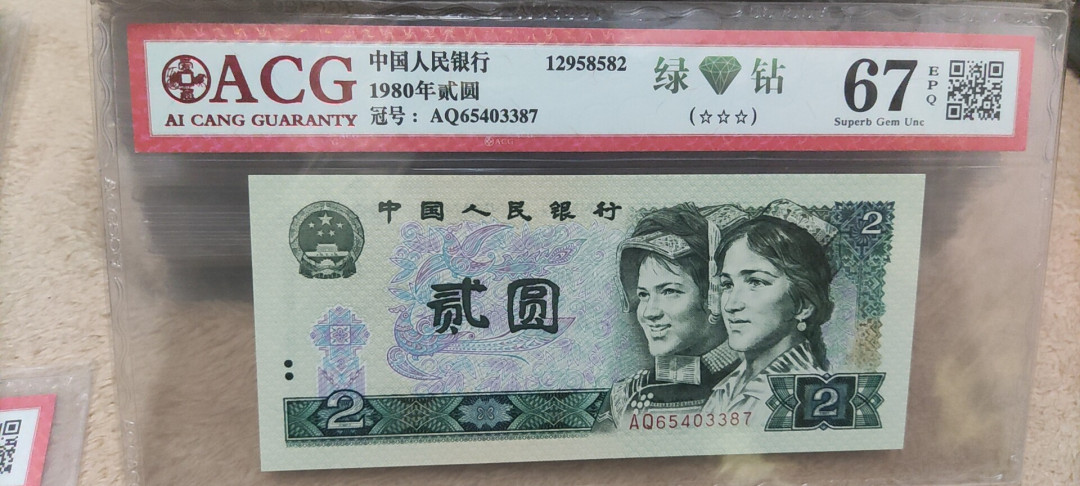 ACG
AI CANG GUARANTY
中国人民银行 12958582
1980年贰圆
冠号: AQ65403387
绿 钻
(☆☆☆)
67
EPQ
Superb Gem Unc
ACG
中国人民银行
2
贰圆
2
AQ65403387
2